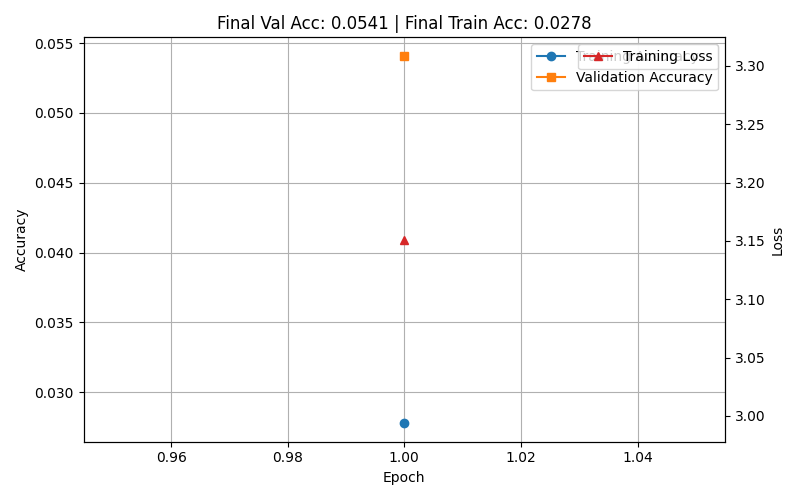 Final Val Acc: 0.0541 | Final Train Acc: 0.0278
0.055
0.050
0.045
0.040
0.035
0.030
Accuracy
Training Loss
Validation Accuracy
3.30
3.25
3.20
3.15
3.10
3.05
3.00
Loss
0.96 0.98 1.00 1.02 1.04
Epoch